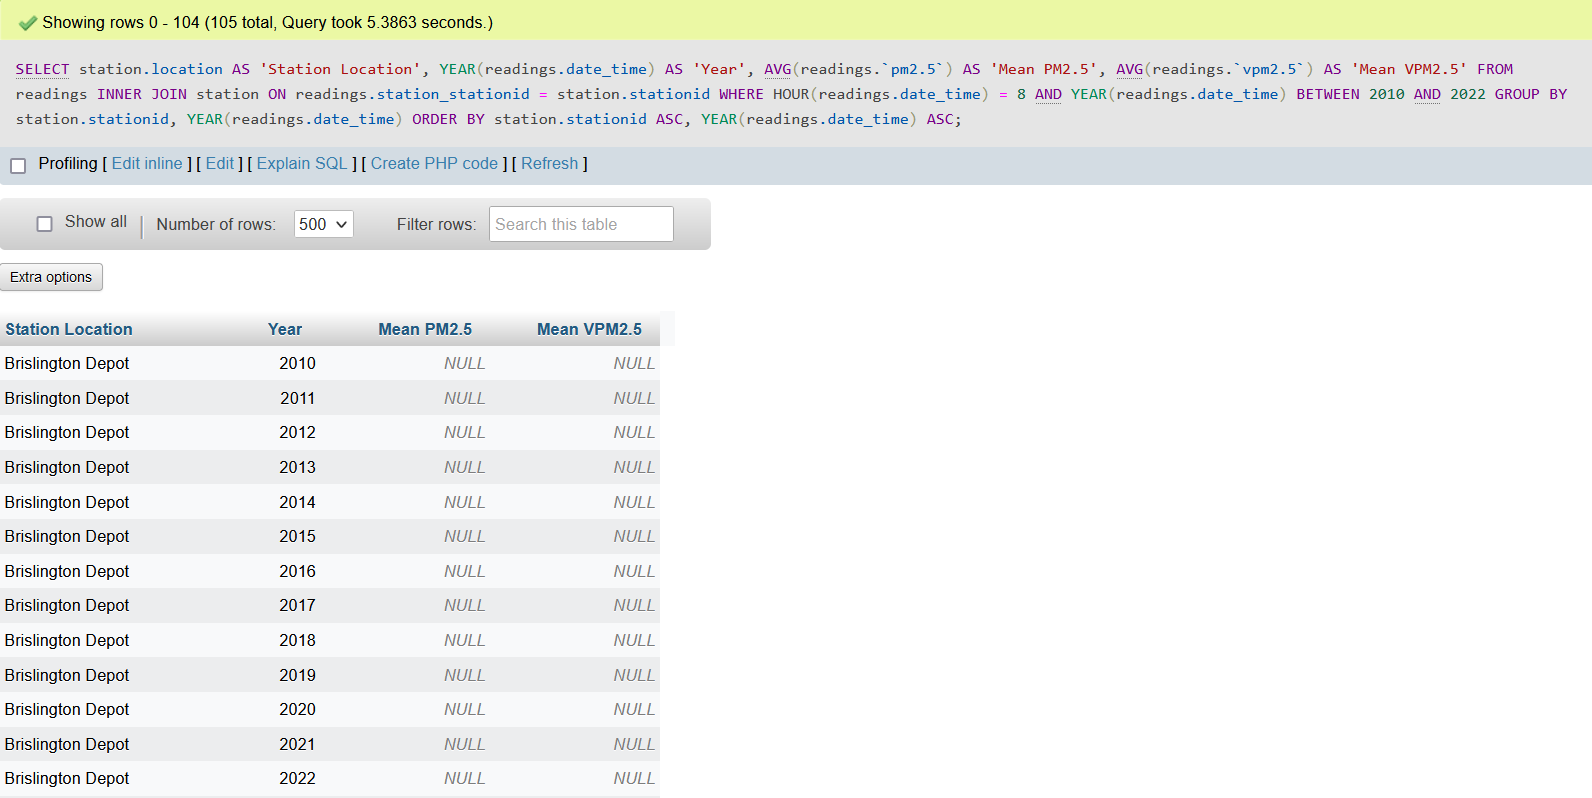 Showing rows 0 - 104 (105 total, Query took 5.3863 seconds.)
SELECT station.location AS 'Station Location', YEAR(readings.date_time) AS 'Year', AVG(readings.`pm2.5`) AS 'Mean PM2.5', AVG(readings.`vpm2.5`) AS 'Mean VPM2.5' FROM
readings INNER JOIN station ON readings.station_stationid = station.stationid WHERE HOUR(readings.date_time) = 8 AND YEAR(readings.date_time) BETWEEN 2010 AND 2022 GROUP BY
station.stationid, YEAR(readings.date_time) ORDER BY station.stationid ASC, YEAR(readings.date_time) ASC;
Profiling [ Edit inline ] [ Edit ] [ Explain SQL ] [ Create PHP code ] [ Refresh ]
Show all Number of rows: 500 Filter rows: Search this table
Extra options
Station Location Year Mean PM2.5 Mean VPM2.5
Brislington Depot 2010 NULL NULL
Brislington Depot 2011 NULL NULL
Brislington Depot 2012 NULL NULL
Brislington Depot 2013 NULL NULL
Brislington Depot 2014 NULL NULL
Brislington Depot 2015 NULL NULL
Brislington Depot 2016 NULL NULL
Brislington Depot 2017 NULL NULL
Brislington Depot 2018 NULL NULL
Brislington Depot 2019 NULL NULL
Brislington Depot 2020 NULL NULL
Brislington Depot 2021 NULL NULL
Brislington Depot 2022 NULL NULL